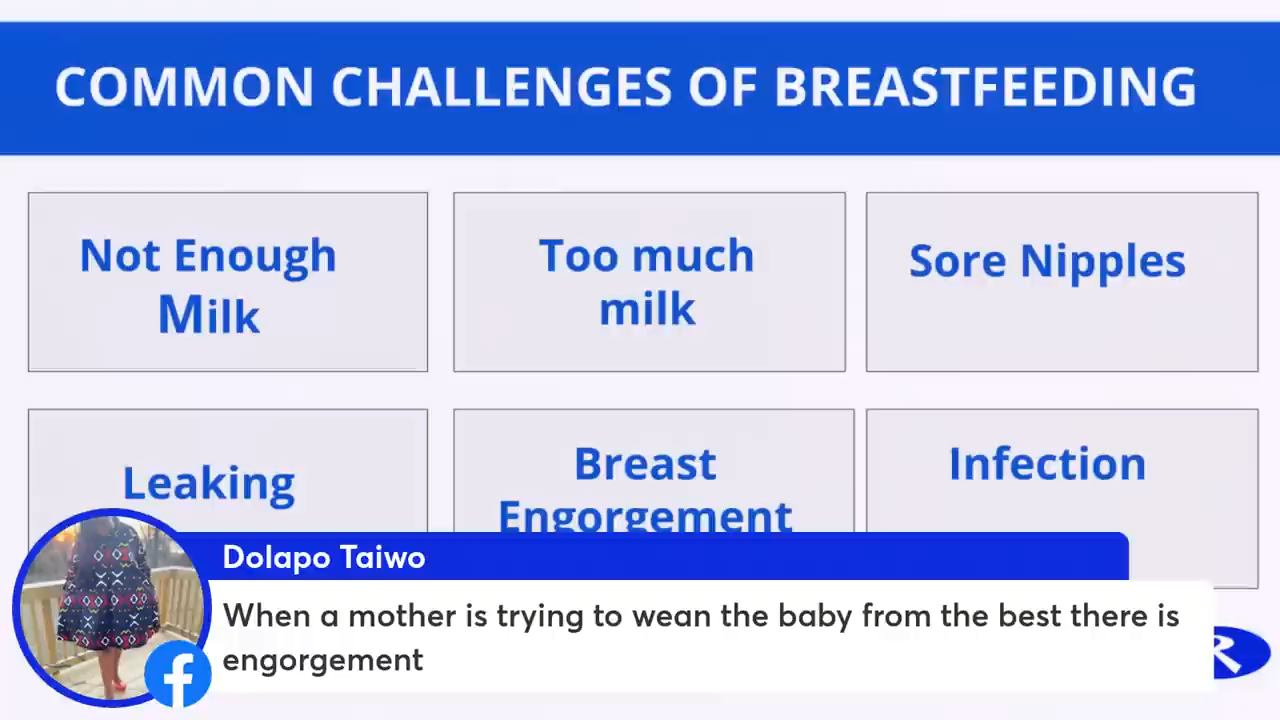 COMMON CHALLENGES OF BREASTFEEDING
Not Enough
Milk
Too much
milk
Sore Nipples
Leaking
Breast
Engorgement
Infection
Dolapo Taiwo
When a mother is trying to wean the baby from the best there is
engorgement